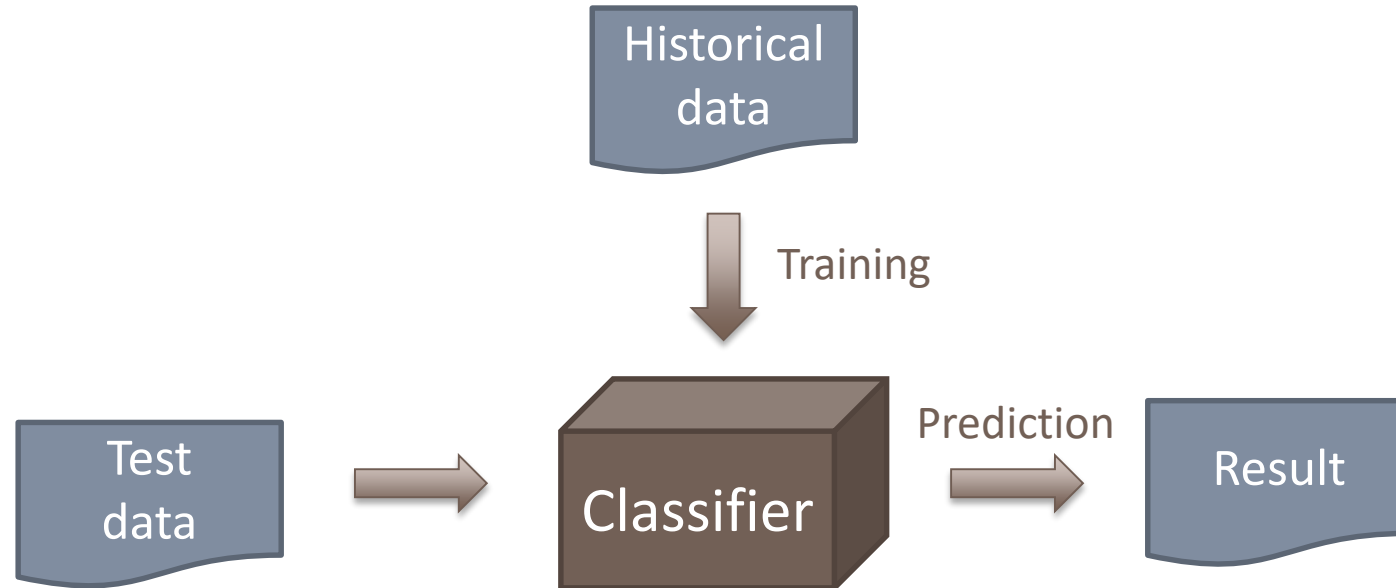 Historical
data
Training
Test
data
Classifier
Prediction
Result